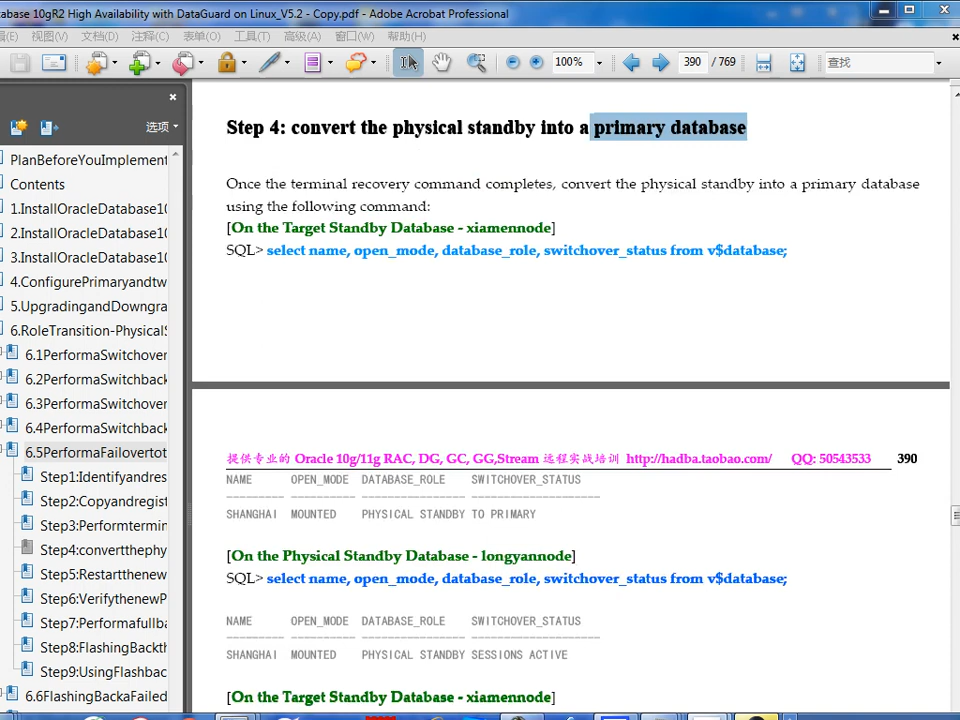 abase 10gR2 High Availability with DataGuard on Linux_V5.2 - Copy.pdf - Adobe Acrobat Professional
(E) 视图(V) 文档(D) 注释(C) 表单(O) 工具(T) 高级(A) 窗口(W) 帮助(H)
100% 390 / 769 查找
选项
PlanBeforeYouImplement
Contents
1.InstallOracleDatabase10
2.InstallOracleDatabase10
3.InstallOracleDatabase10
4.ConfigurePrimaryandtw
5.UpgradingandDowngra
6.RoleTransition-PhysicalS
6.1PerformaSwitchover
6.2PerformaSwitchback
6.3PerformaSwitchover
6.4PerformaSwitchback
6.5PerformaFailovertot
Step1:Identifyandres
Step2:Copyandregist
Step3:Performtermin
Step4:convertthephy
Step5:Restartthenew
Step6:VerifythenewP
Step7:Performafullba
Step8:FlashingBackth
Step9:UsingFlashbac
6.6FlashingBackaFailed
Step 4: convert the physical standby into a primary database
Once the terminal recovery command completes, convert the physical standby into a primary database
using the following command:
[On the Target Standby Database - xiamennode]
SQL> select name, open_mode, database_role, switchover_status from v$database;
提供专业的 Oracle 10g/11g RAC, DG, GC, GG,Stream 远程实战培训 http://hadba.taobao.com/ QQ: 50543533 390
NAME OPEN_MODE DATABASE_ROLE SWITCHOVER_STATUS
--------- ---------- ---------------- --------------------
SHANGHAI MOUNTED PHYSICAL STANDBY TO PRIMARY
[On the Physical Standby Database - longyannode]
SQL> select name, open_mode, database_role, switchover_status from v$database;
NAME OPEN_MODE DATABASE_ROLE SWITCHOVER_STATUS
--------- ---------- ---------------- --------------------
SHANGHAI MOUNTED PHYSICAL STANDBY SESSIONS ACTIVE
[On the Target Standby Database - xiamennode]